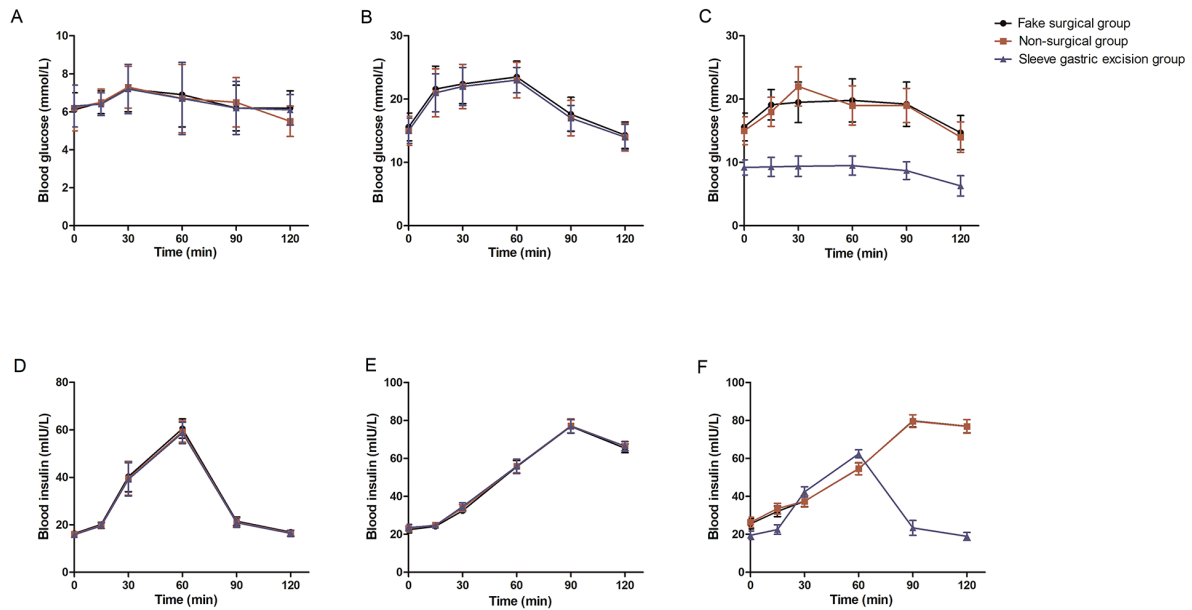 A
B
C
Fake surgical group
Non-surgical group
Sleeve gastric excision group
Blood glucose (mmol/L)
10
8
6
4
2
0
0 30 60 90 120
Time (min)
Blood glucose (mmol/L)
30
20
10
0
0 30 60 90 120
Time (min)
Blood glucose (mmol/L)
30
20
10
0
0 30 60 90 120
Time (min)
D
E
F
Blood insulin (mIU/L)
80
60
40
20
0
0 30 60 90 120
Time (min)
Blood insulin (mIU/L)
100
80
60
40
20
0
0 30 60 90 120
Time (min)
Blood insulin (mIU/L)
100
80
60
40
20
0
0 30 60 90 120
Time (min)